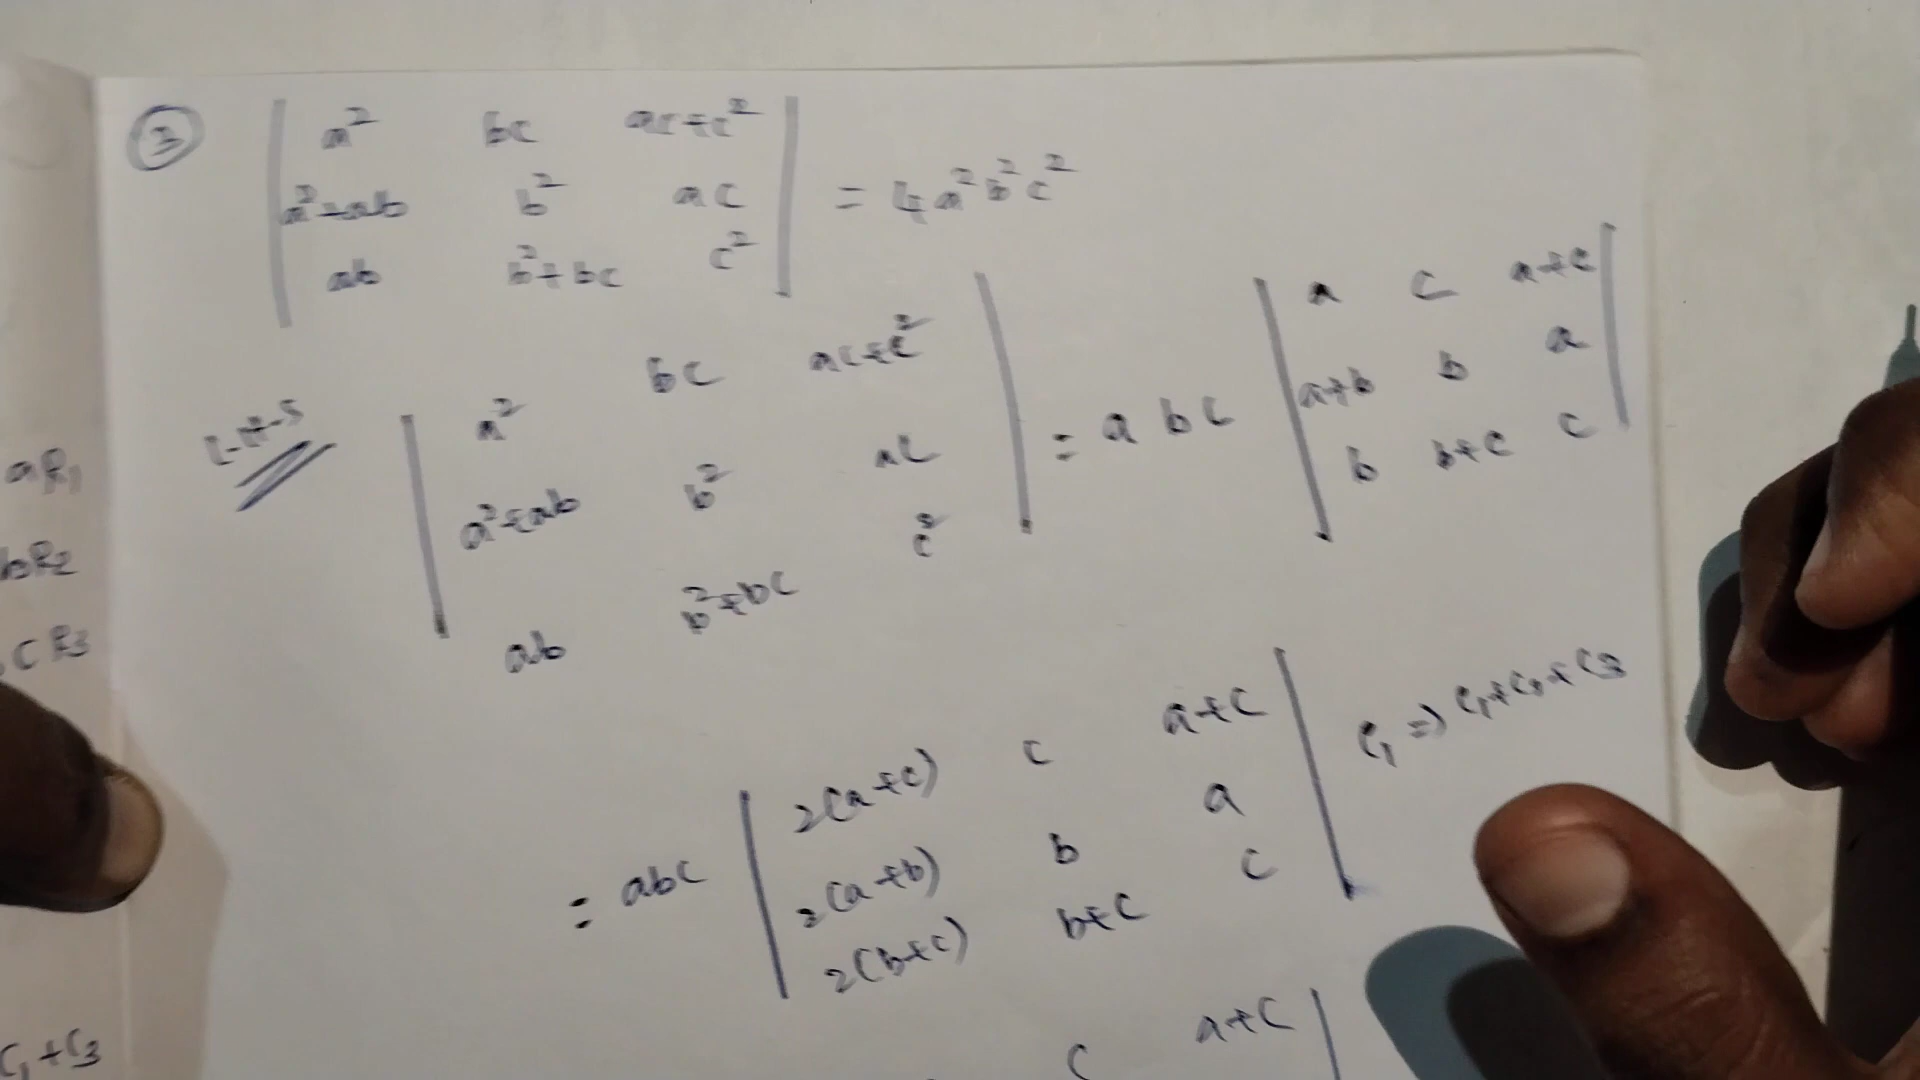 ③ | a² bc ac+c² |
| a²+ab b² ac | = 4a²b²c²
| ab b²+bc c² |
L-H-S | a² bc ac+c² | = abc | a c a+c |
| a²+ab b² ac | | a+b b a |
| ab b²+bc c² | | b b+c c |
= abc | 2(a+c) c a+c | C₁ => C₁+C₂+C₃
| 2(a+b) b a |
| 2(b+c) b+c c |
c a+c |
aR₁
bR₂
cR₃
C₁+C₃